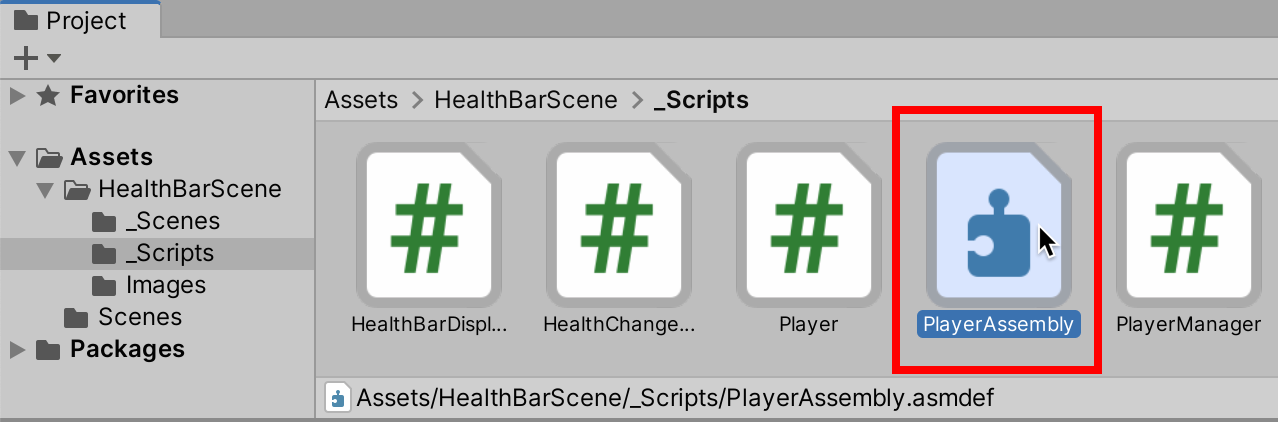 Project
Favorites
Assets
HealthBarScene
_Scenes
_Scripts
Images
Scenes
Packages
Assets > HealthBarScene > _Scripts
HealthBarDispl... HealthChange... Player PlayerAssembly PlayerManager
Assets/HealthBarScene/_Scripts/PlayerAssembly.asmdef